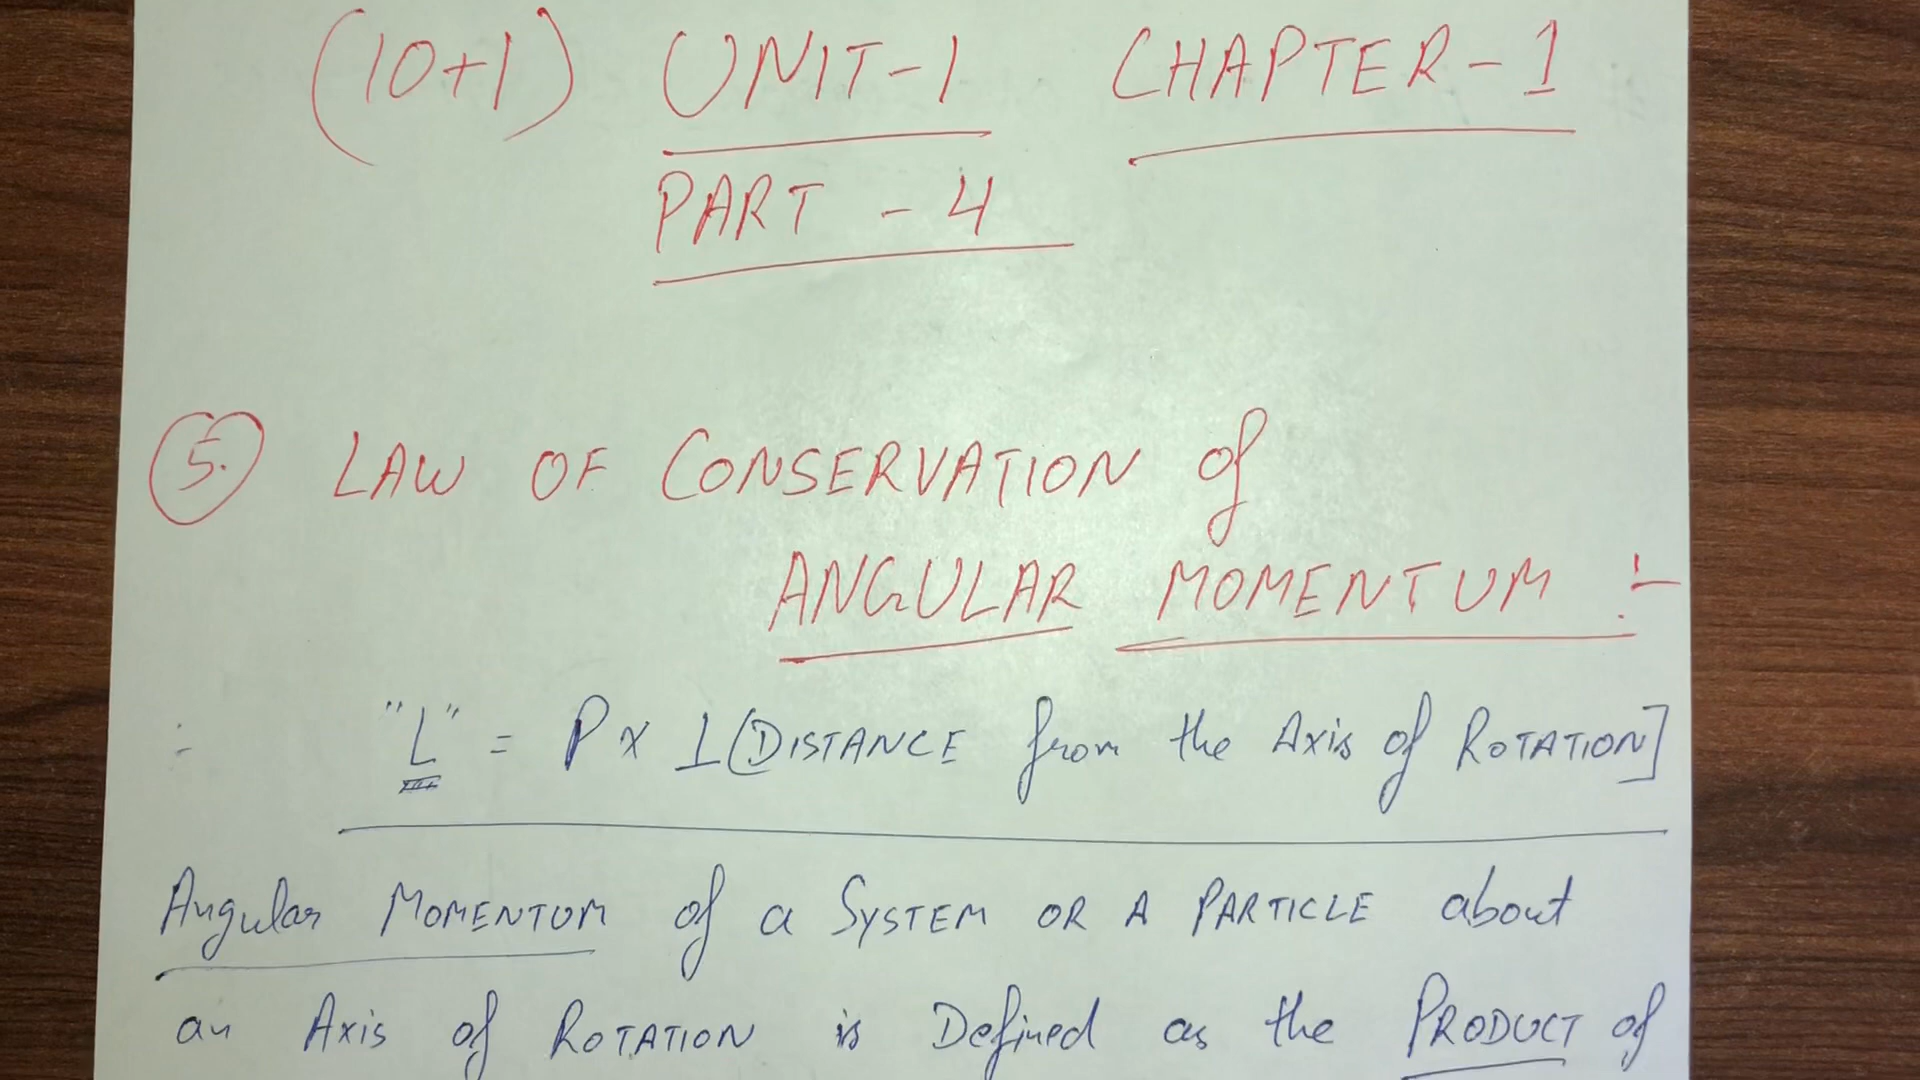 (10+1) UNIT-1 CHAPTER-1
PART - 4
5. LAW OF CONSERVATION of
ANGULAR MOMENTUM :-
∴ "L" = P × ⊥ (DISTANCE from the Axis of ROTATION]
Angular MOMENTUM of a SYSTEM OR A PARTICLE about
an Axis of ROTATION is Defined as the PRODUCT of